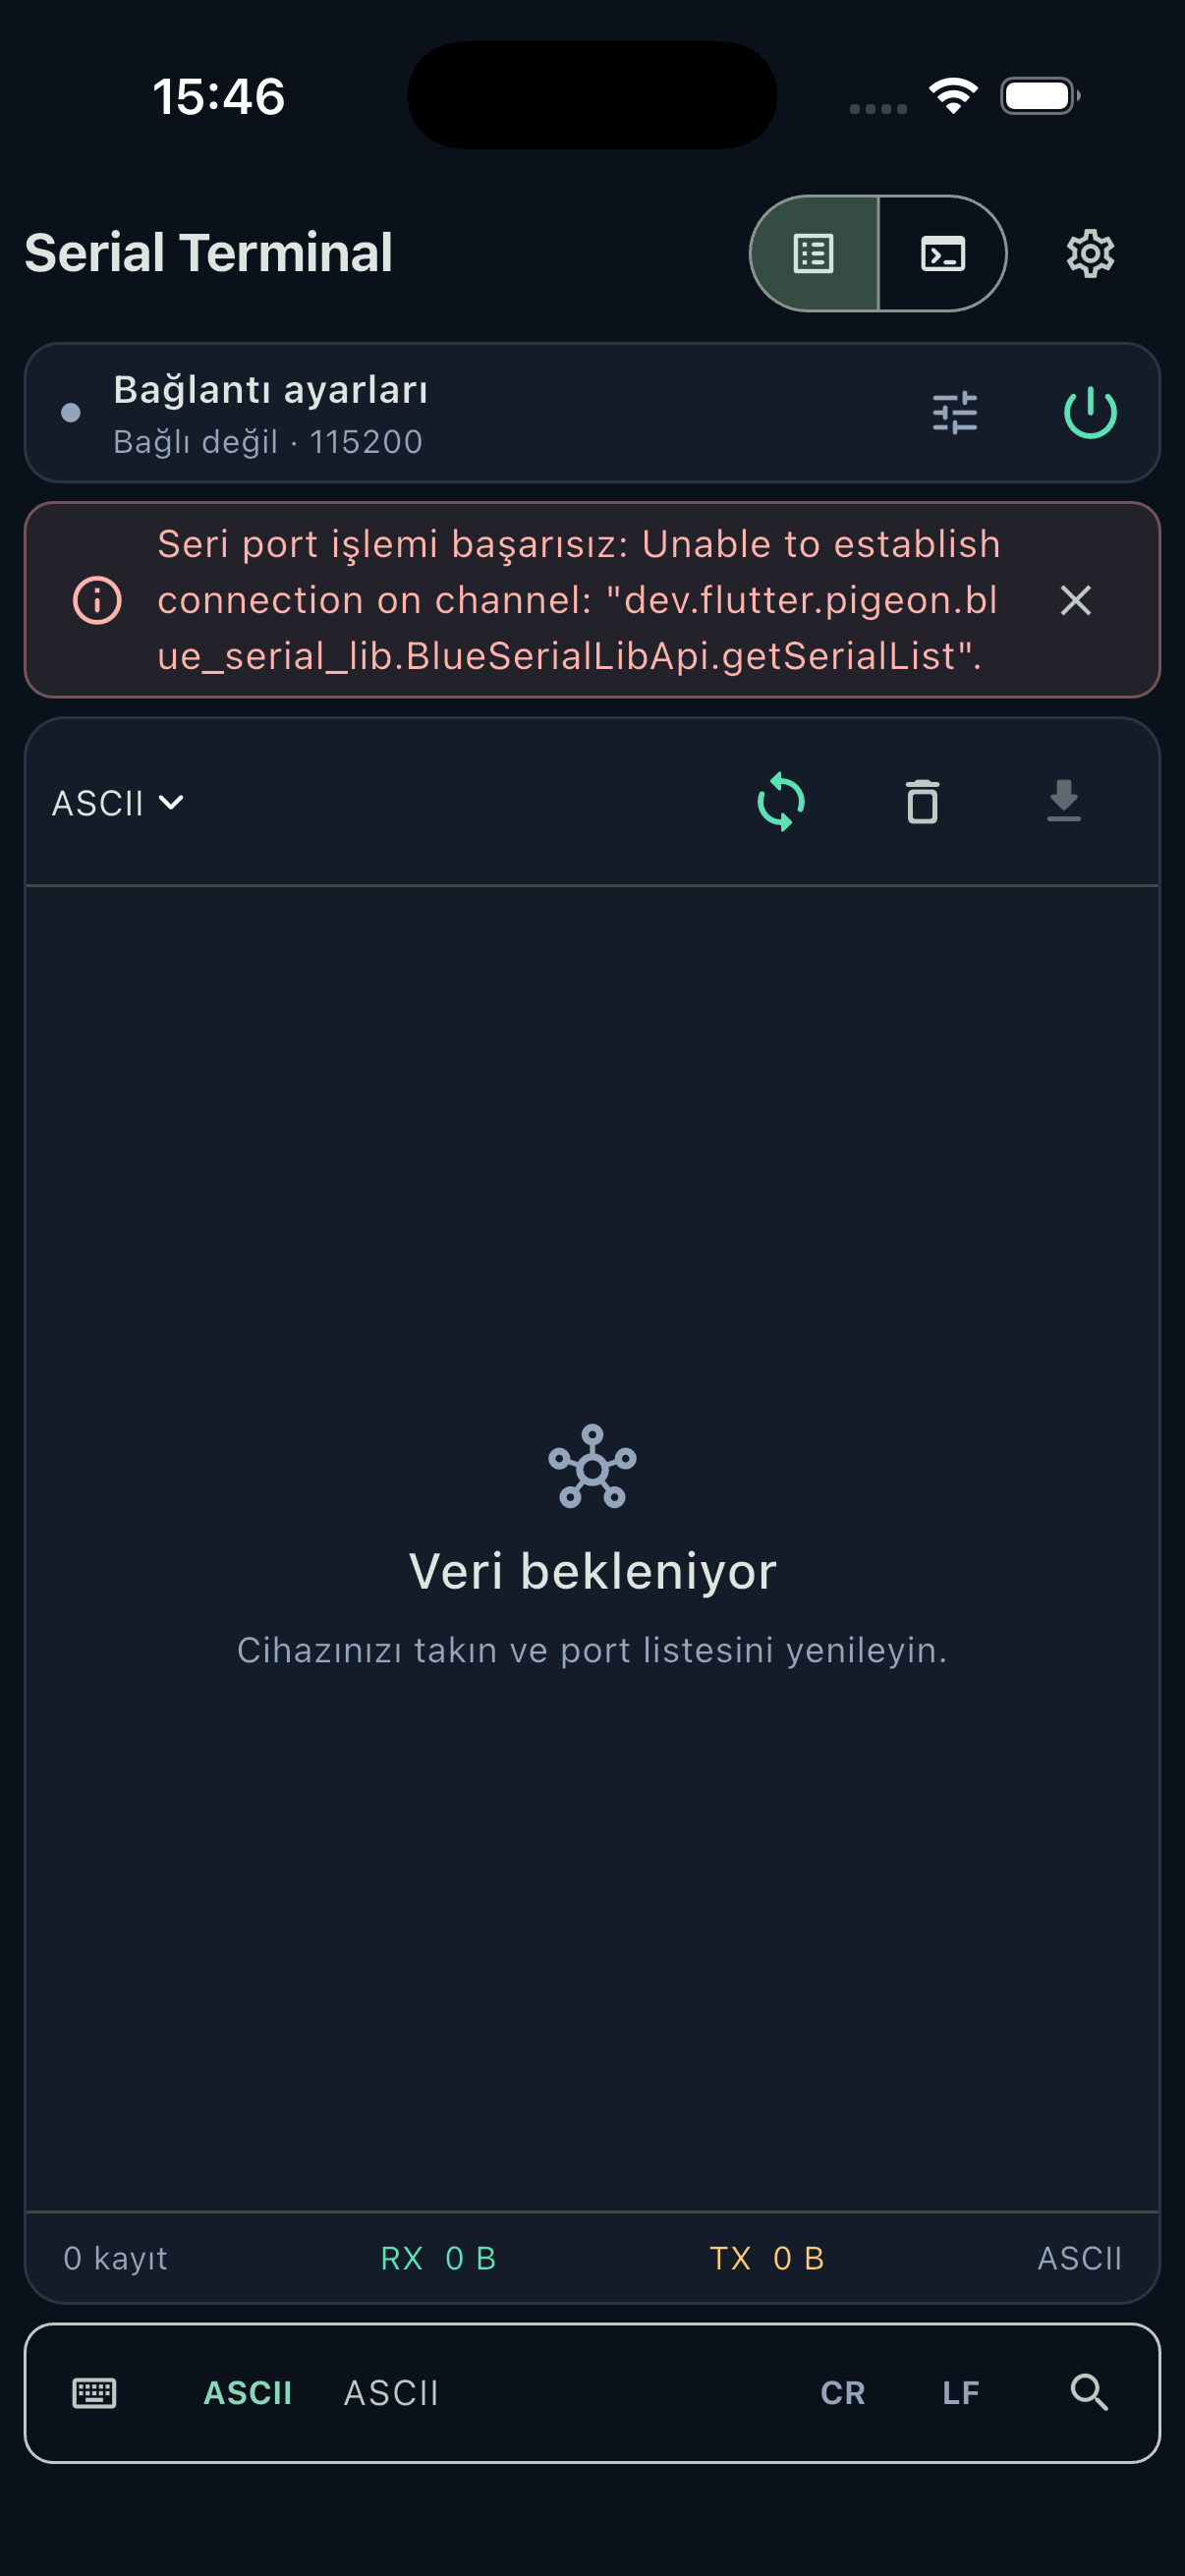 15:46
Serial Terminal
Bağlantı ayarları
Bağlı değil · 115200
Seri port işlemi başarısız: Unable to establish
connection on channel: "dev.flutter.pigeon.bl
ue_serial_lib.BlueSerialLibApi.getSerialList".
ASCII
Veri bekleniyor
Cihazınızı takın ve port listesini yenileyin.
0 kayıt RX 0 B TX 0 B ASCII
ASCII ASCII CR LF